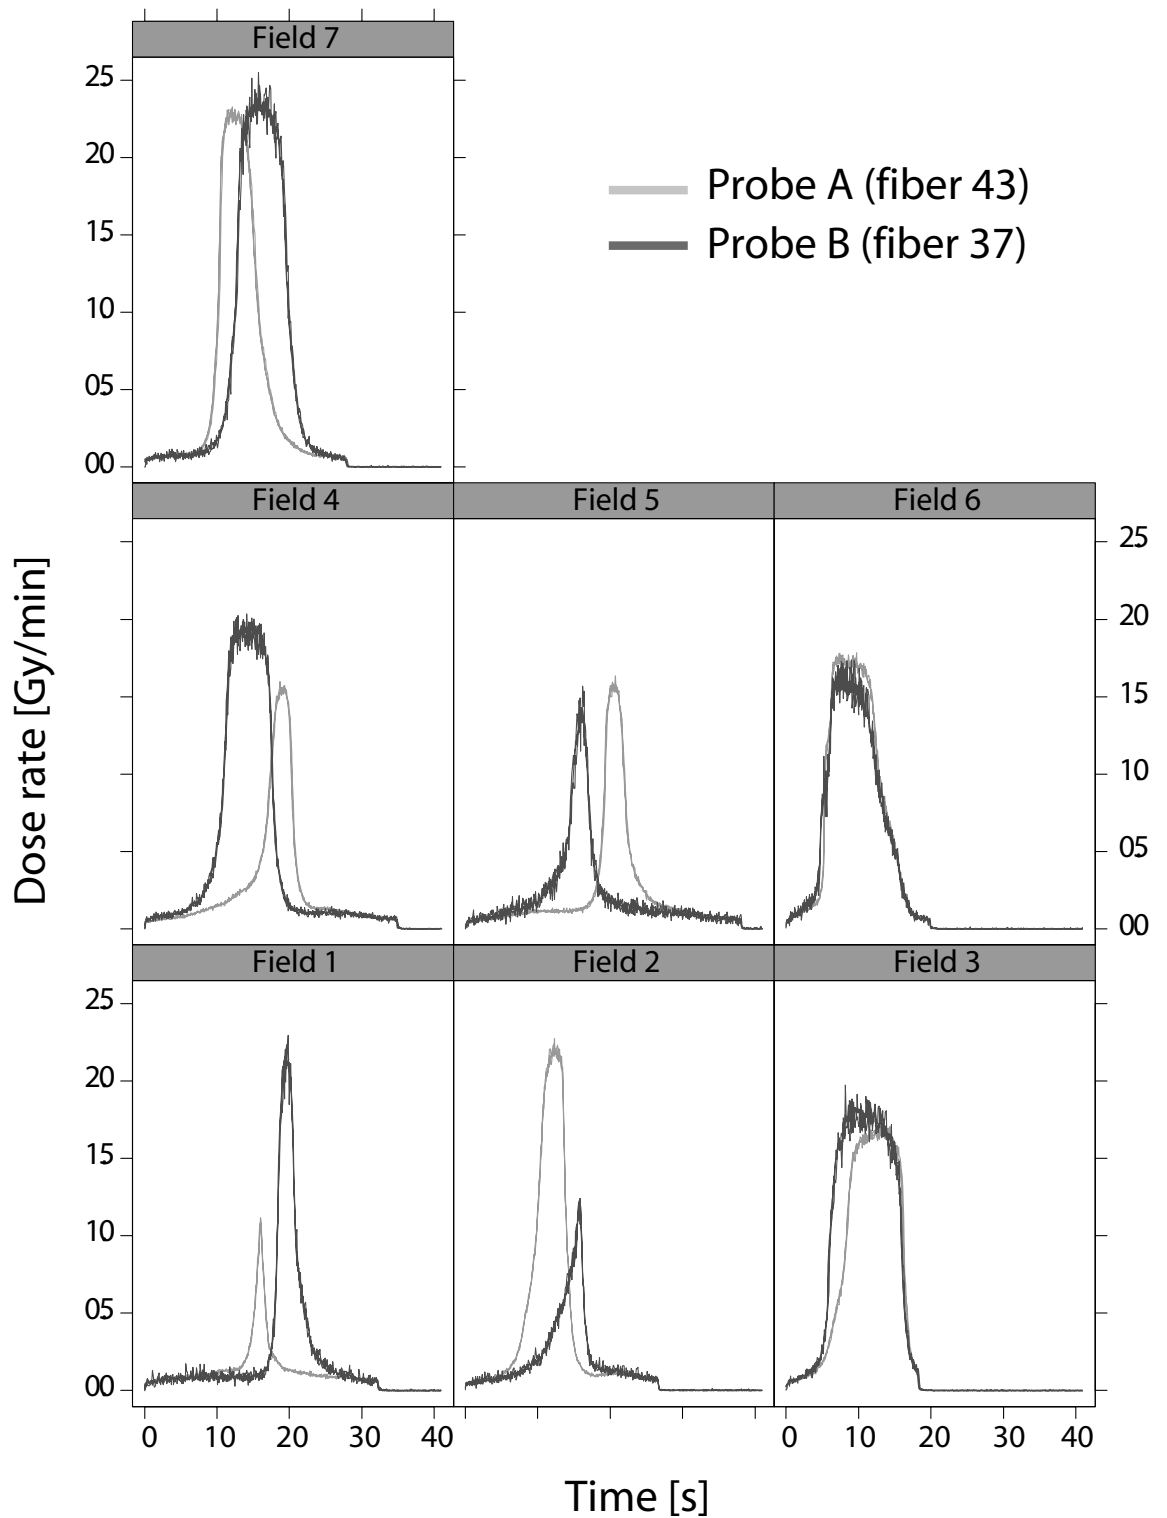 Field 7
25
20
15
10
05
00
Probe A (fiber 43)
Probe B (fiber 37)
Field 4
Field 5
Field 6
25
20
15
10
05
00
Dose rate [Gy/min]
Field 1
Field 2
Field 3
25
20
15
10
05
00
0 10 20 30 40
0 10 20 30 40
Time [s]